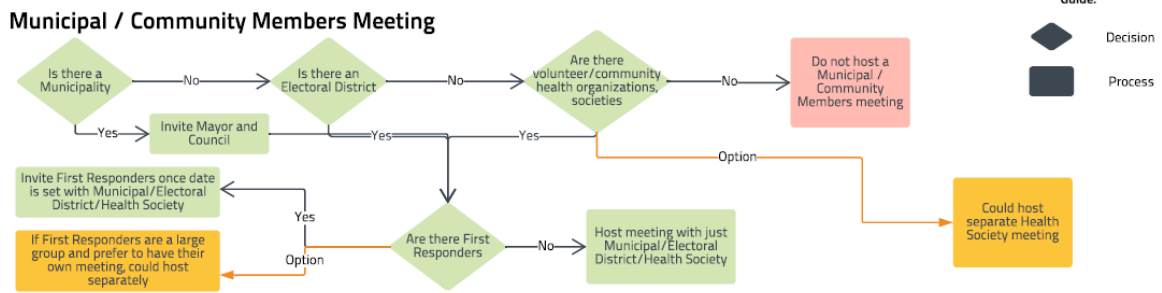 Guide:
Municipal / Community Members Meeting
Decision
Process
Is there a
Municipality
No
Is there an
Electoral District
No
Are there
volunteer/community
health organizations,
societies
No
Do not host a
Municipal /
Community
Members meeting
Yes
Invite Mayor and
Council
Yes
Yes
Option
Could host
separate Health
Society meeting
Invite First Responders once date
is set with Municipal/Electoral
District/Health Society
Yes
Are there First
Responders
No
Host meeting with just
Municipal/Electoral
District/Health Society
If First Responders are a large
group and prefer to have their
own meeting, could host
separately
Option